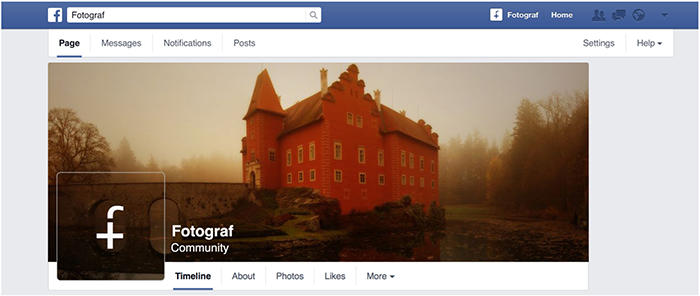 Fotograf
Fotograf Home
Page Messages Notifications Posts Settings Help
Fotograf
Community
Timeline About Photos Likes More